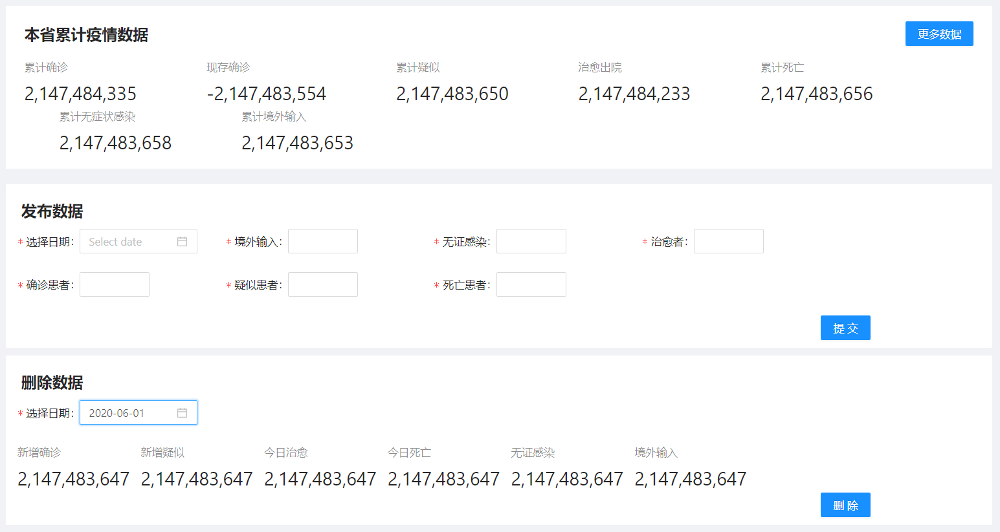 本省累计疫情数据 更多数据
累计确诊 现存确诊 累计疑似 治愈出院 累计死亡
2,147,484,335 -2,147,483,554 2,147,483,650 2,147,484,233 2,147,483,656
累计无症状感染 累计境外输入
2,147,483,658 2,147,483,653
发布数据
* 选择日期: Select date * 境外输入: * 无证感染: * 治愈者:
* 确诊患者: * 疑似患者: * 死亡患者:
提 交
删除数据
* 选择日期: 2020-06-01
新增确诊 新增疑似 今日治愈 今日死亡 无证感染 境外输入
2,147,483,647 2,147,483,647 2,147,483,647 2,147,483,647 2,147,483,647 2,147,483,647
删 除